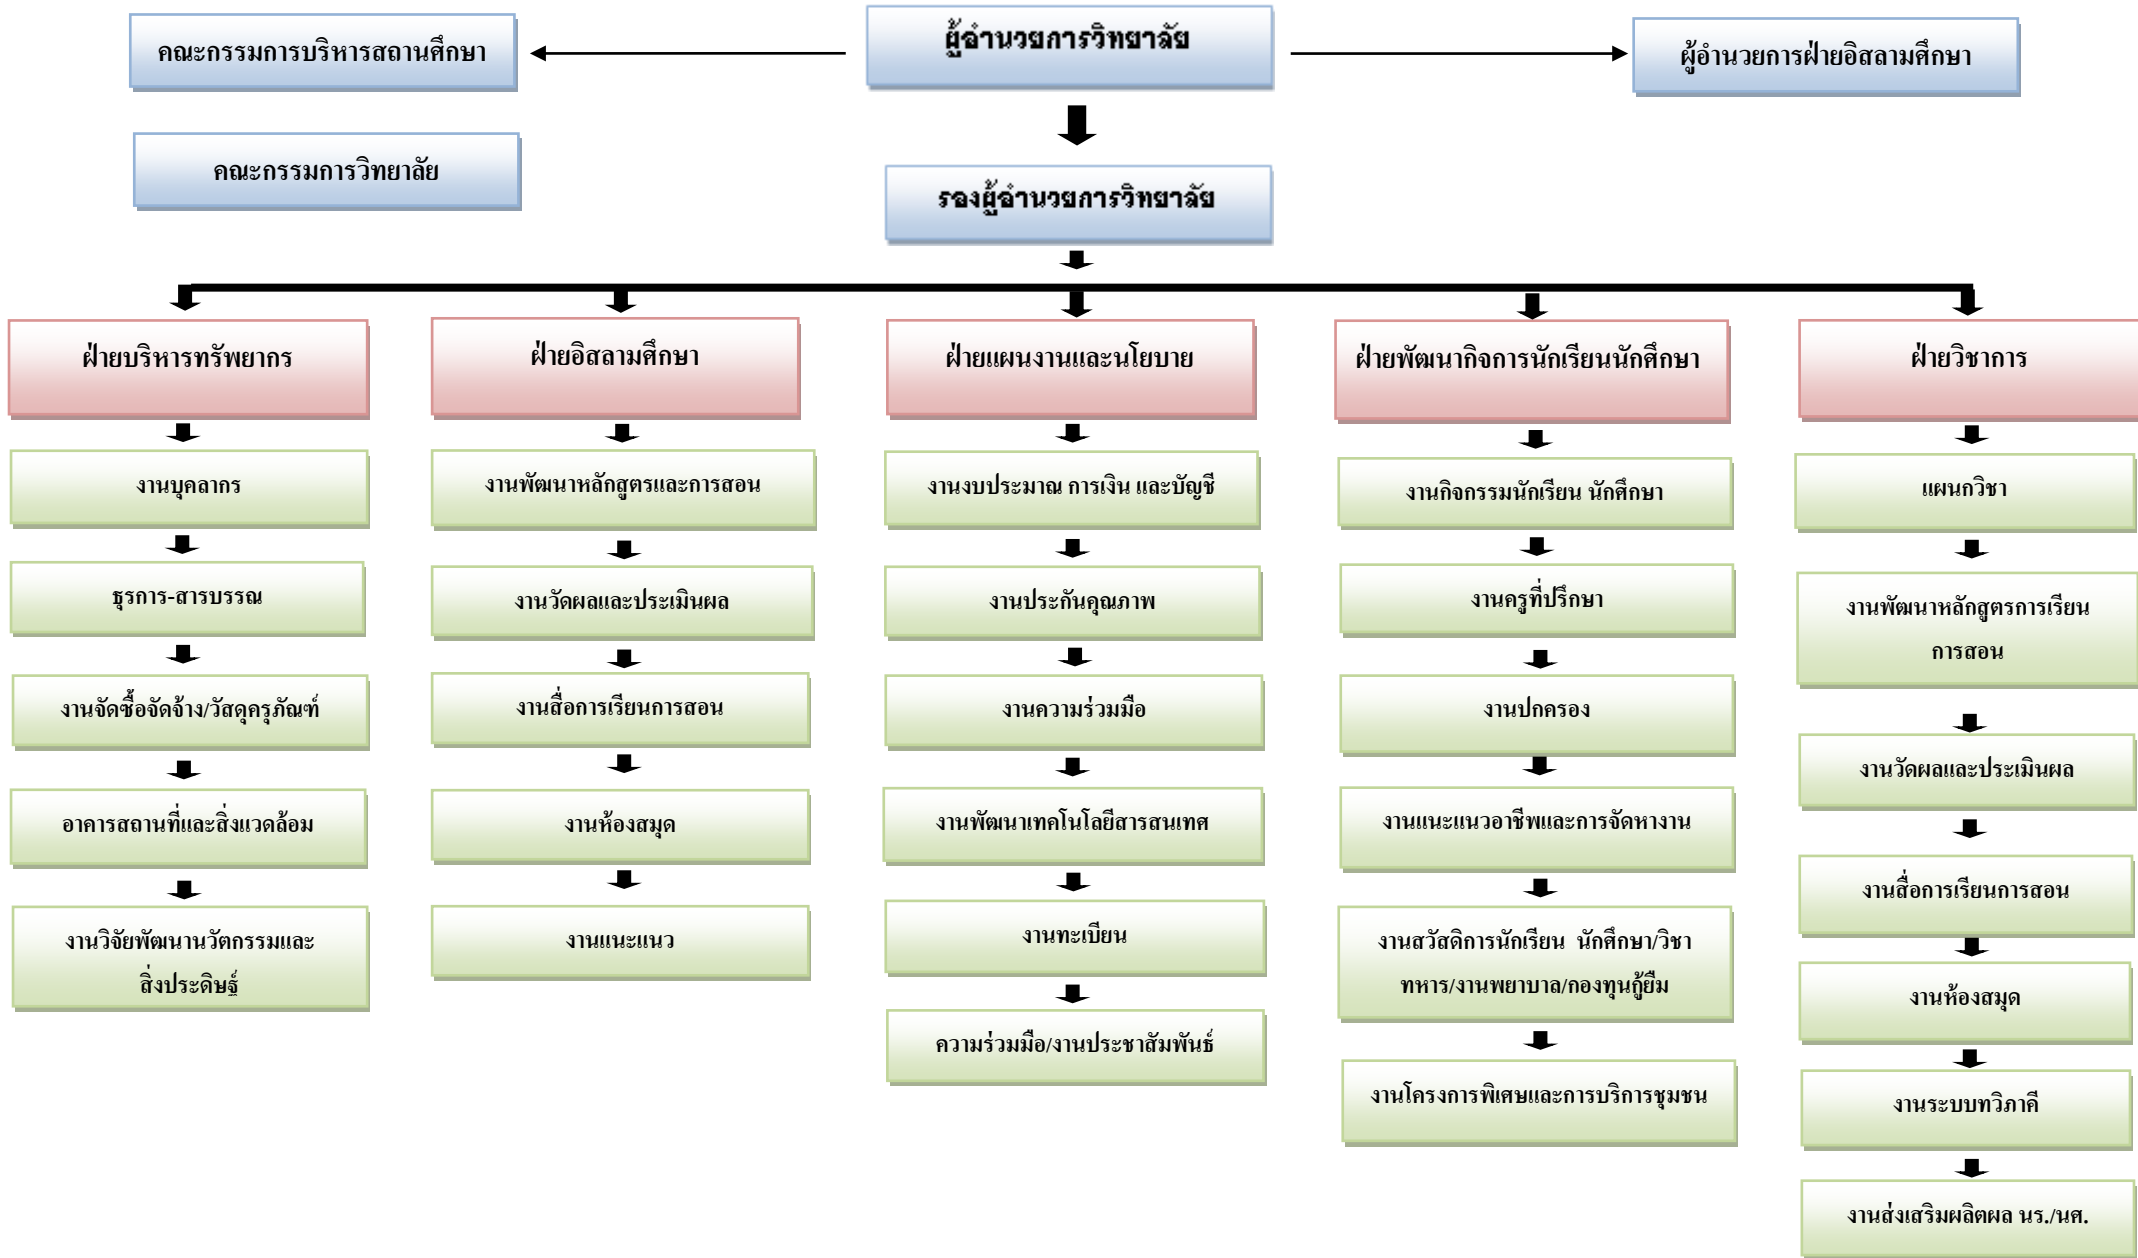 คณะกรรมการบริหารสถานศึกษา
ผู้อำนวยการวิทยาลัย
ผู้อำนวยการฝ่ายอิสลามศึกษา
คณะกรรมการวิทยาลัย
รองผู้อำนวยการวิทยาลัย
ฝ่ายบริหารทรัพยากร
งานบุคลากร
ธุรการ-สารบรรณ
งานจัดซื้อจัดจ้าง/วัสดุครุภัณฑ์
อาคารสถานที่และสิ่งแวดล้อม
งานวิจัยพัฒนานวัตกรรมและ
สิ่งประดิษฐ์
ฝ่ายอิสลามศึกษา
งานพัฒนาหลักสูตรและการสอน
งานวัดผลและประเมินผล
งานสื่อการเรียนการสอน
งานห้องสมุด
งานแนะแนว
ฝ่ายแผนงานและนโยบาย
งานงบประมาณ การเงิน และบัญชี
งานประกันคุณภาพ
งานความร่วมมือ
งานพัฒนาเทคโนโลยีสารสนเทศ
งานทะเบียน
ความร่วมมือ/งานประชาสัมพันธ์
ฝ่ายพัฒนากิจการนักเรียนนักศึกษา
งานกิจกรรมนักเรียน นักศึกษา
งานครูที่ปรึกษา
งานปกครอง
งานแนะแนวอาชีพและการจัดหางาน
งานสวัสดิการนักเรียน นักศึกษา/วิชา
ทหาร/งานพยาบาล/กองทุนกู้ยืม
งานโครงการพิเศษและการบริการชุมชน
ฝ่ายวิชาการ
แผนกวิชา
งานพัฒนาหลักสูตรการเรียน
การสอน
งานวัดผลและประเมินผล
งานสื่อการเรียนการสอน
งานห้องสมุด
งานระบบทวิภาคี
งานส่งเสริมผลิตผล นร./นศ.